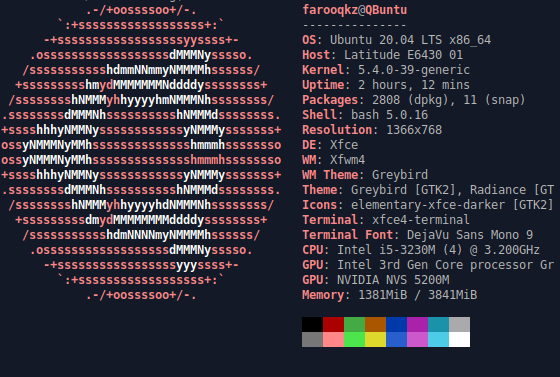 .-/+oossssoo+/-.
`:+ssssssssssssssssss+:`
-+ssssssssssssssssssyyssss+-
.ossssssssssssssssssdMMMNysssso.
/ssssssssssshdmmNNmmyNMMMMhssssss/
+ssssssssshmydMMMMMMMNddddyssssssss+
/sssssssshNMMMyhhyyyyhmNMMMNhssssssss/
.ssssssssdMMMNhsssssssssshNMMMdssssssss.
+sssshhhyNMMNyssssssssssssyNMMMysssssss+
ossyNMMMNyMMhsssssssssssssshmmmhssssssso
ossyNMMMNyMMhsssssssssssssshmmmhssssssso
+sssshhhyNMMNyssssssssssssyNMMMysssssss+
.ssssssssdMMMNhsssssssssshNMMMdssssssss.
/sssssssshNMMMyhhyyyyhdNMMMNhssssssss/
+sssssssssdmydMMMMMMMMddddyssssssss+
/ssssssssssshdmNNNNmyNMMMMhssssss/
.ossssssssssssssssssdMMMNysssso.
-+sssssssssssssssssyyyssss+-
`:+ssssssssssssssssss+:`
.-/+oossssoo+/-.
farooqkz@QBuntu
---------------
OS: Ubuntu 20.04 LTS x86_64
Host: Latitude E6430 01
Kernel: 5.4.0-39-generic
Uptime: 2 hours, 12 mins
Packages: 2808 (dpkg), 11 (snap)
Shell: bash 5.0.16
Resolution: 1366x768
DE: Xfce
WM: Xfwm4
WM Theme: Greybird
Theme: Greybird [GTK2], Radiance [GT
Icons: elementary-xfce-darker [GTK2]
Terminal: xfce4-terminal
Terminal Font: DejaVu Sans Mono 9
CPU: Intel i5-3230M (4) @ 3.200GHz
GPU: Intel 3rd Gen Core processor Gr
GPU: NVIDIA NVS 5200M
Memory: 1381MiB / 3841MiB